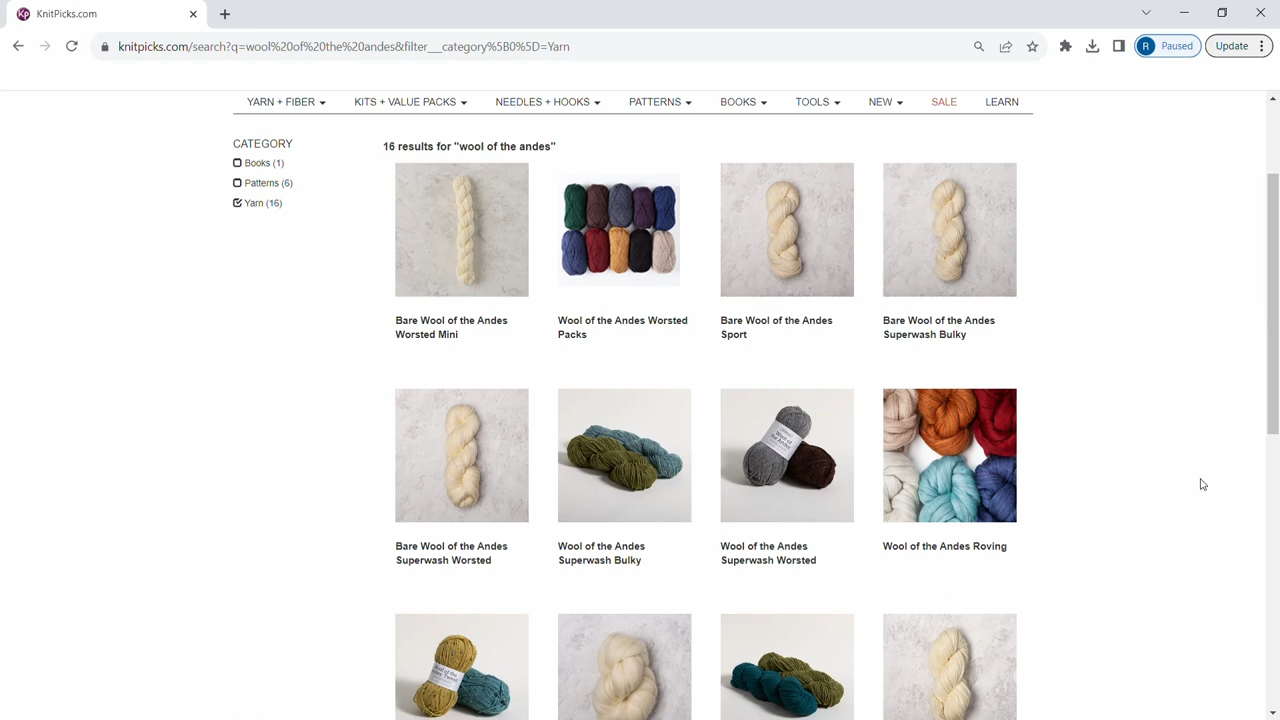 KnitPicks.com
knitpicks.com/search?q=wool%20of%20the%20andes&filter__category%5B0%5D=Yarn
R Paused
Update
YARN + FIBER KITS + VALUE PACKS NEEDLES + HOOKS PATTERNS BOOKS TOOLS NEW SALE LEARN
CATEGORY
Books (1)
Patterns (6)
Yarn (16)
16 results for "wool of the andes"
Bare Wool of the Andes
Worsted Mini
Wool of the Andes Worsted
Packs
Bare Wool of the Andes
Sport
Bare Wool of the Andes
Superwash Bulky
Bare Wool of the Andes
Superwash Worsted
Wool of the Andes
Superwash Bulky
Wool of the Andes
Superwash Worsted
Wool of the Andes Roving